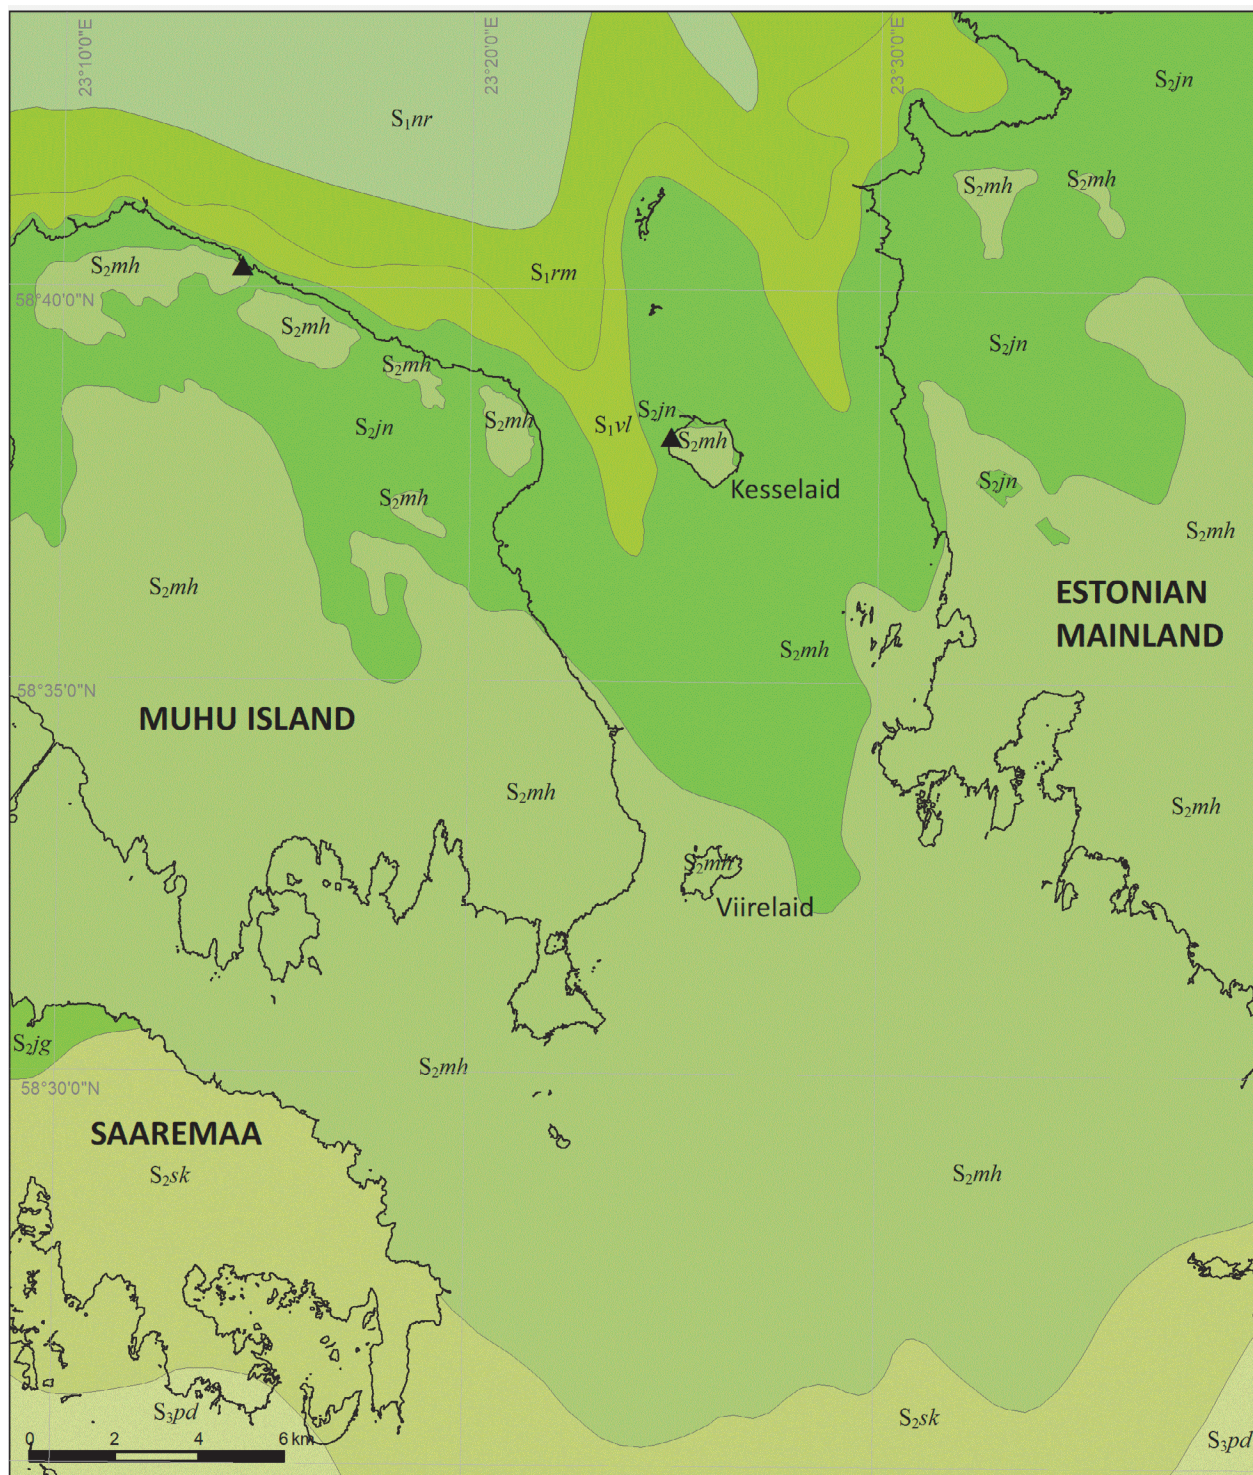 23°10'0"E
23°20'0"E
23°30'0"E
S₂jn
S₁nr
S₂mh
S₂mh
S₂mh
S₁rm
58°40'0"N
S₂mh
S₂jn
S₂mh
S₂jn
S₂mh
S₂jn
S₁vl
S₂mh
Kesselaid
S₂jn
S₂mh
S₂mh
S₂mh
ESTONIAN
MAINLAND
S₂mh
58°35'0"N
MUHU ISLAND
S₂mh
S₂mh
S₂mh
Viirelaid
S₂jg
S₂mh
58°30'0"N
SAAREMAA
S₂sk
S₂mh
S₃pd
S₂sk
S₃pd
0 2 4 6 km